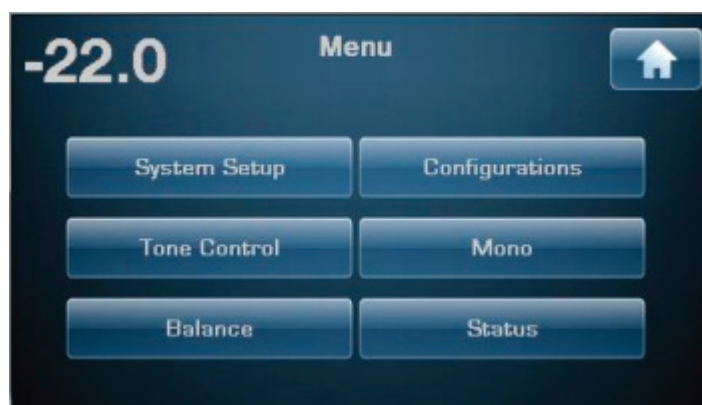 -22.0 Menu
System Setup Configurations
Tone Control Mono
Balance Status